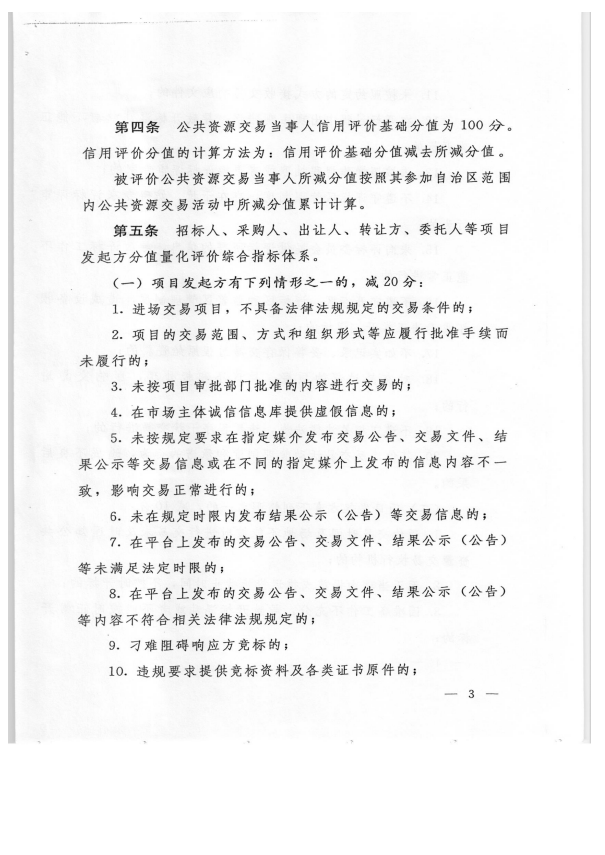 第四条 公共资源交易当事人信用评价基础分值为 100 分。
信用评价分值的计算方法为：信用评价基础分值减去所减分值。
被评价公共资源交易当事人所减分值按照其参加自治区范围
内公共资源交易活动中所减分值累计计算。
第五条 招标人、采购人、出让人、转让方、委托人等项目
发起方分值量化评价综合指标体系。
（一）项目发起方有下列情形之一的，减 20 分：
1. 进场交易项目，不具备法律法规规定的交易条件的；
2. 项目的交易范围、方式和组织形式等应履行批准手续而
未履行的；
3. 未按项目审批部门批准的内容进行交易的；
4. 在市场主体诚信信息库提供虚假信息的；
5. 未按规定要求在指定媒介发布交易公告、交易文件、结
果公示等交易信息或在不同的指定媒介上发布的信息内容不一
致，影响交易正常进行的；
6. 未在规定时限内发布结果公示（公告）等交易信息的；
7. 在平台上发布的交易公告、交易文件、结果公示（公告）
等未满足法定时限的；
8. 在平台上发布的交易公告、交易文件、结果公示（公告）
等内容不符合相关法律法规规定的；
9. 刁难阻碍响应方竞标的；
10. 违规要求提供竞标资料及各类证书原件的；
— 3 —